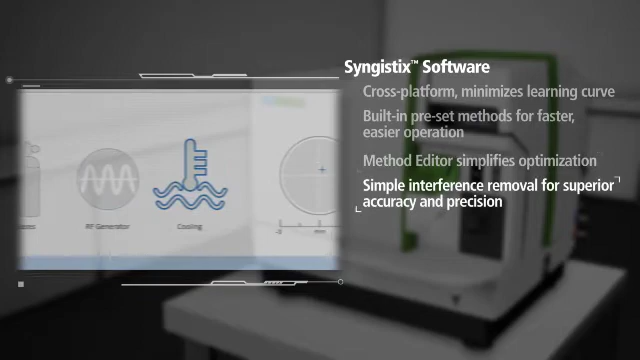 Syngistix™ Software
Cross-platform, minimizes learning curve
Built-in pre-set methods for faster,
easier operation
Method Editor simplifies optimization
Simple interference removal for superior
accuracy and precision
RF Generator
Cooling